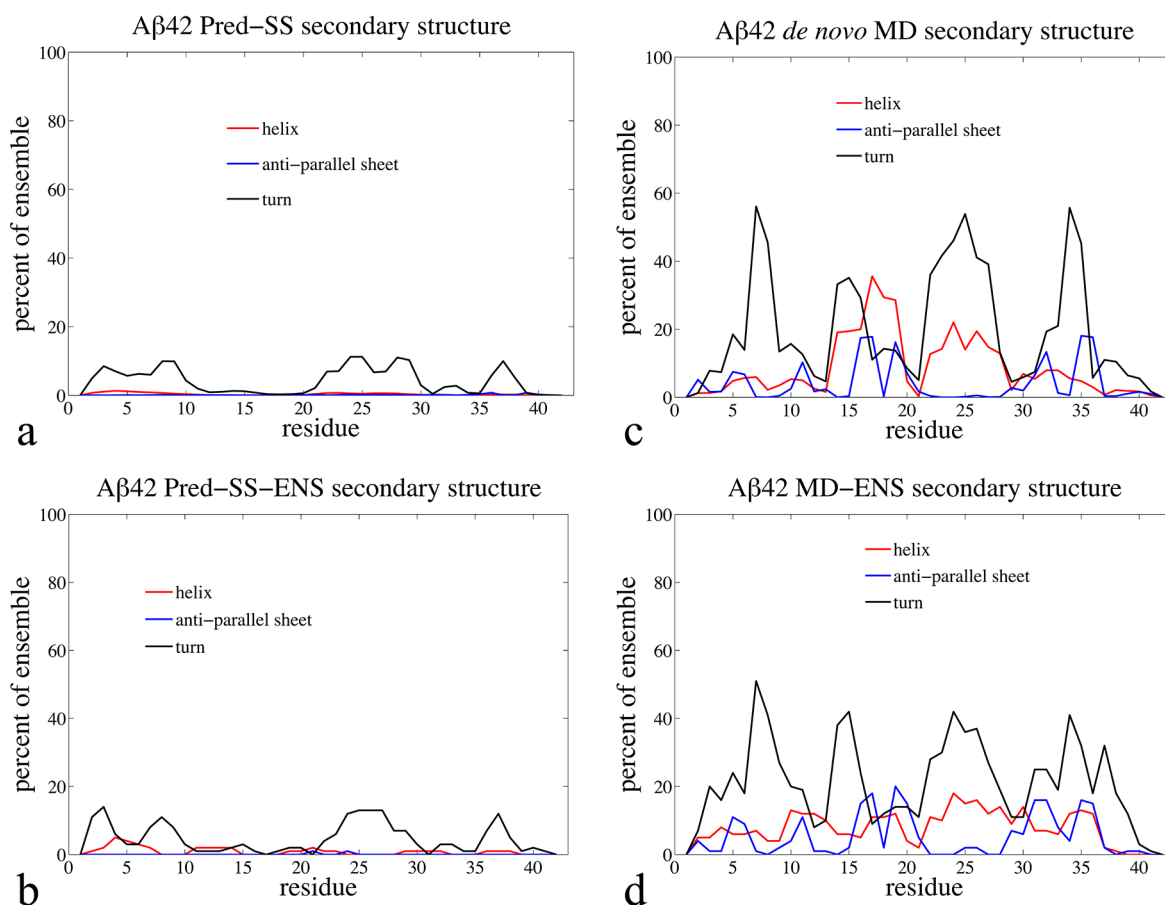 Aβ42 Pred−SS secondary structure
100
80
60
40
20
0
percent of ensemble
helix
anti−parallel sheet
turn
0 5 10 15 20 25 30 35 40
residue
a
Aβ42 de novo MD secondary structure
100
80
60
40
20
0
percent of ensemble
helix
anti−parallel sheet
turn
0 5 10 15 20 25 30 35 40
residue
c
Aβ42 Pred−SS−ENS secondary structure
100
80
60
40
20
0
percent of ensemble
helix
anti−parallel sheet
turn
0 5 10 15 20 25 30 35 40
residue
b
Aβ42 MD−ENS secondary structure
100
80
60
40
20
0
percent of ensemble
helix
anti−parallel sheet
turn
0 5 10 15 20 25 30 35 40
residue
d